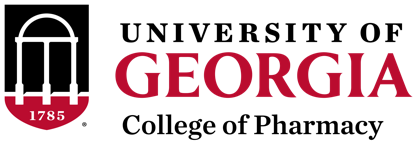 UNIVERSITY OF
GEORGIA
1785
®
College of Pharmacy